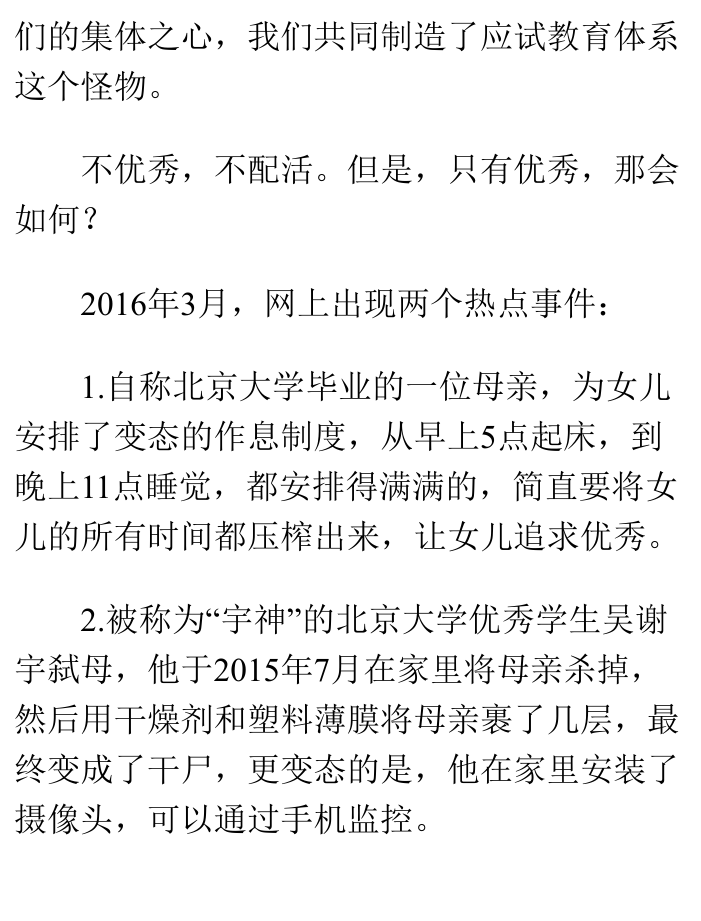 们的集体之心，我们共同制造了应试教育体系
这个怪物。
不优秀，不配活。但是，只有优秀，那会
如何？
2016年3月，网上出现两个热点事件：
1.自称北京大学毕业的一位母亲，为女儿
安排了变态的作息制度，从早上5点起床，到
晚上11点睡觉，都安排得满满的，简直要将女
儿的所有时间都压榨出来，让女儿追求优秀。
2.被称为“宇神”的北京大学优秀学生吴谢
宇弑母，他于2015年7月在家里将母亲杀掉，
然后用干燥剂和塑料薄膜将母亲裹了几层，最
终变成了干尸，更变态的是，他在家里安装了
摄像头，可以通过手机监控。